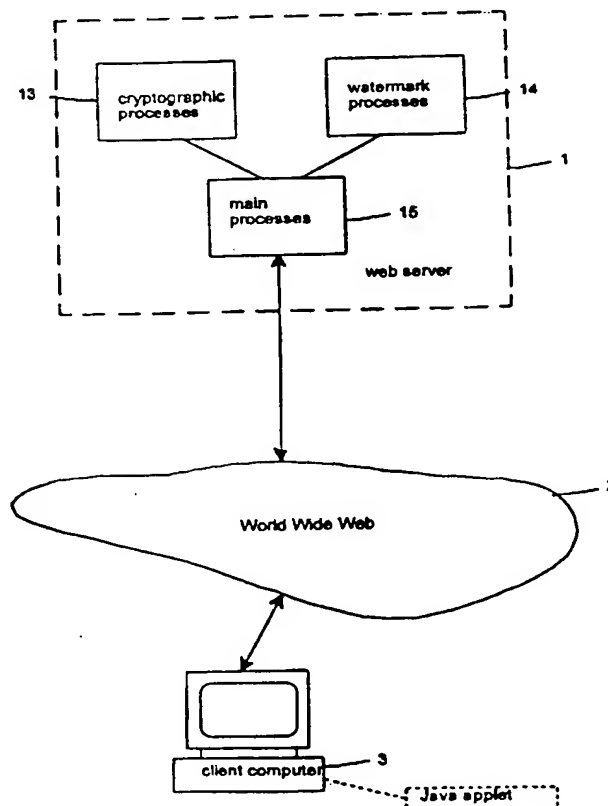 13
cryptographic
processes
watermark
processes
14
1
main
processes
15
web server
World Wide Web
client computer
3
Java applet